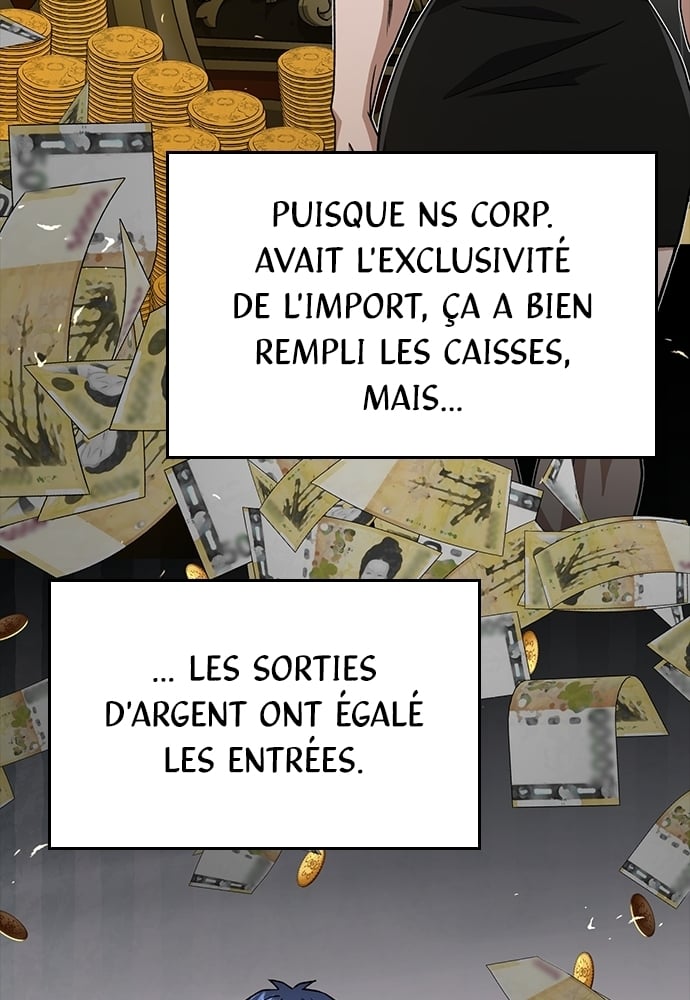 PUISQUE NS CORP.
AVAIT L'EXCLUSIVITÉ
DE L'IMPORT, ÇA A BIEN
REMPLI LES CAISSES,
MAIS...
... LES SORTIES
D'ARGENT ONT ÉGALÉ
LES ENTRÉES.